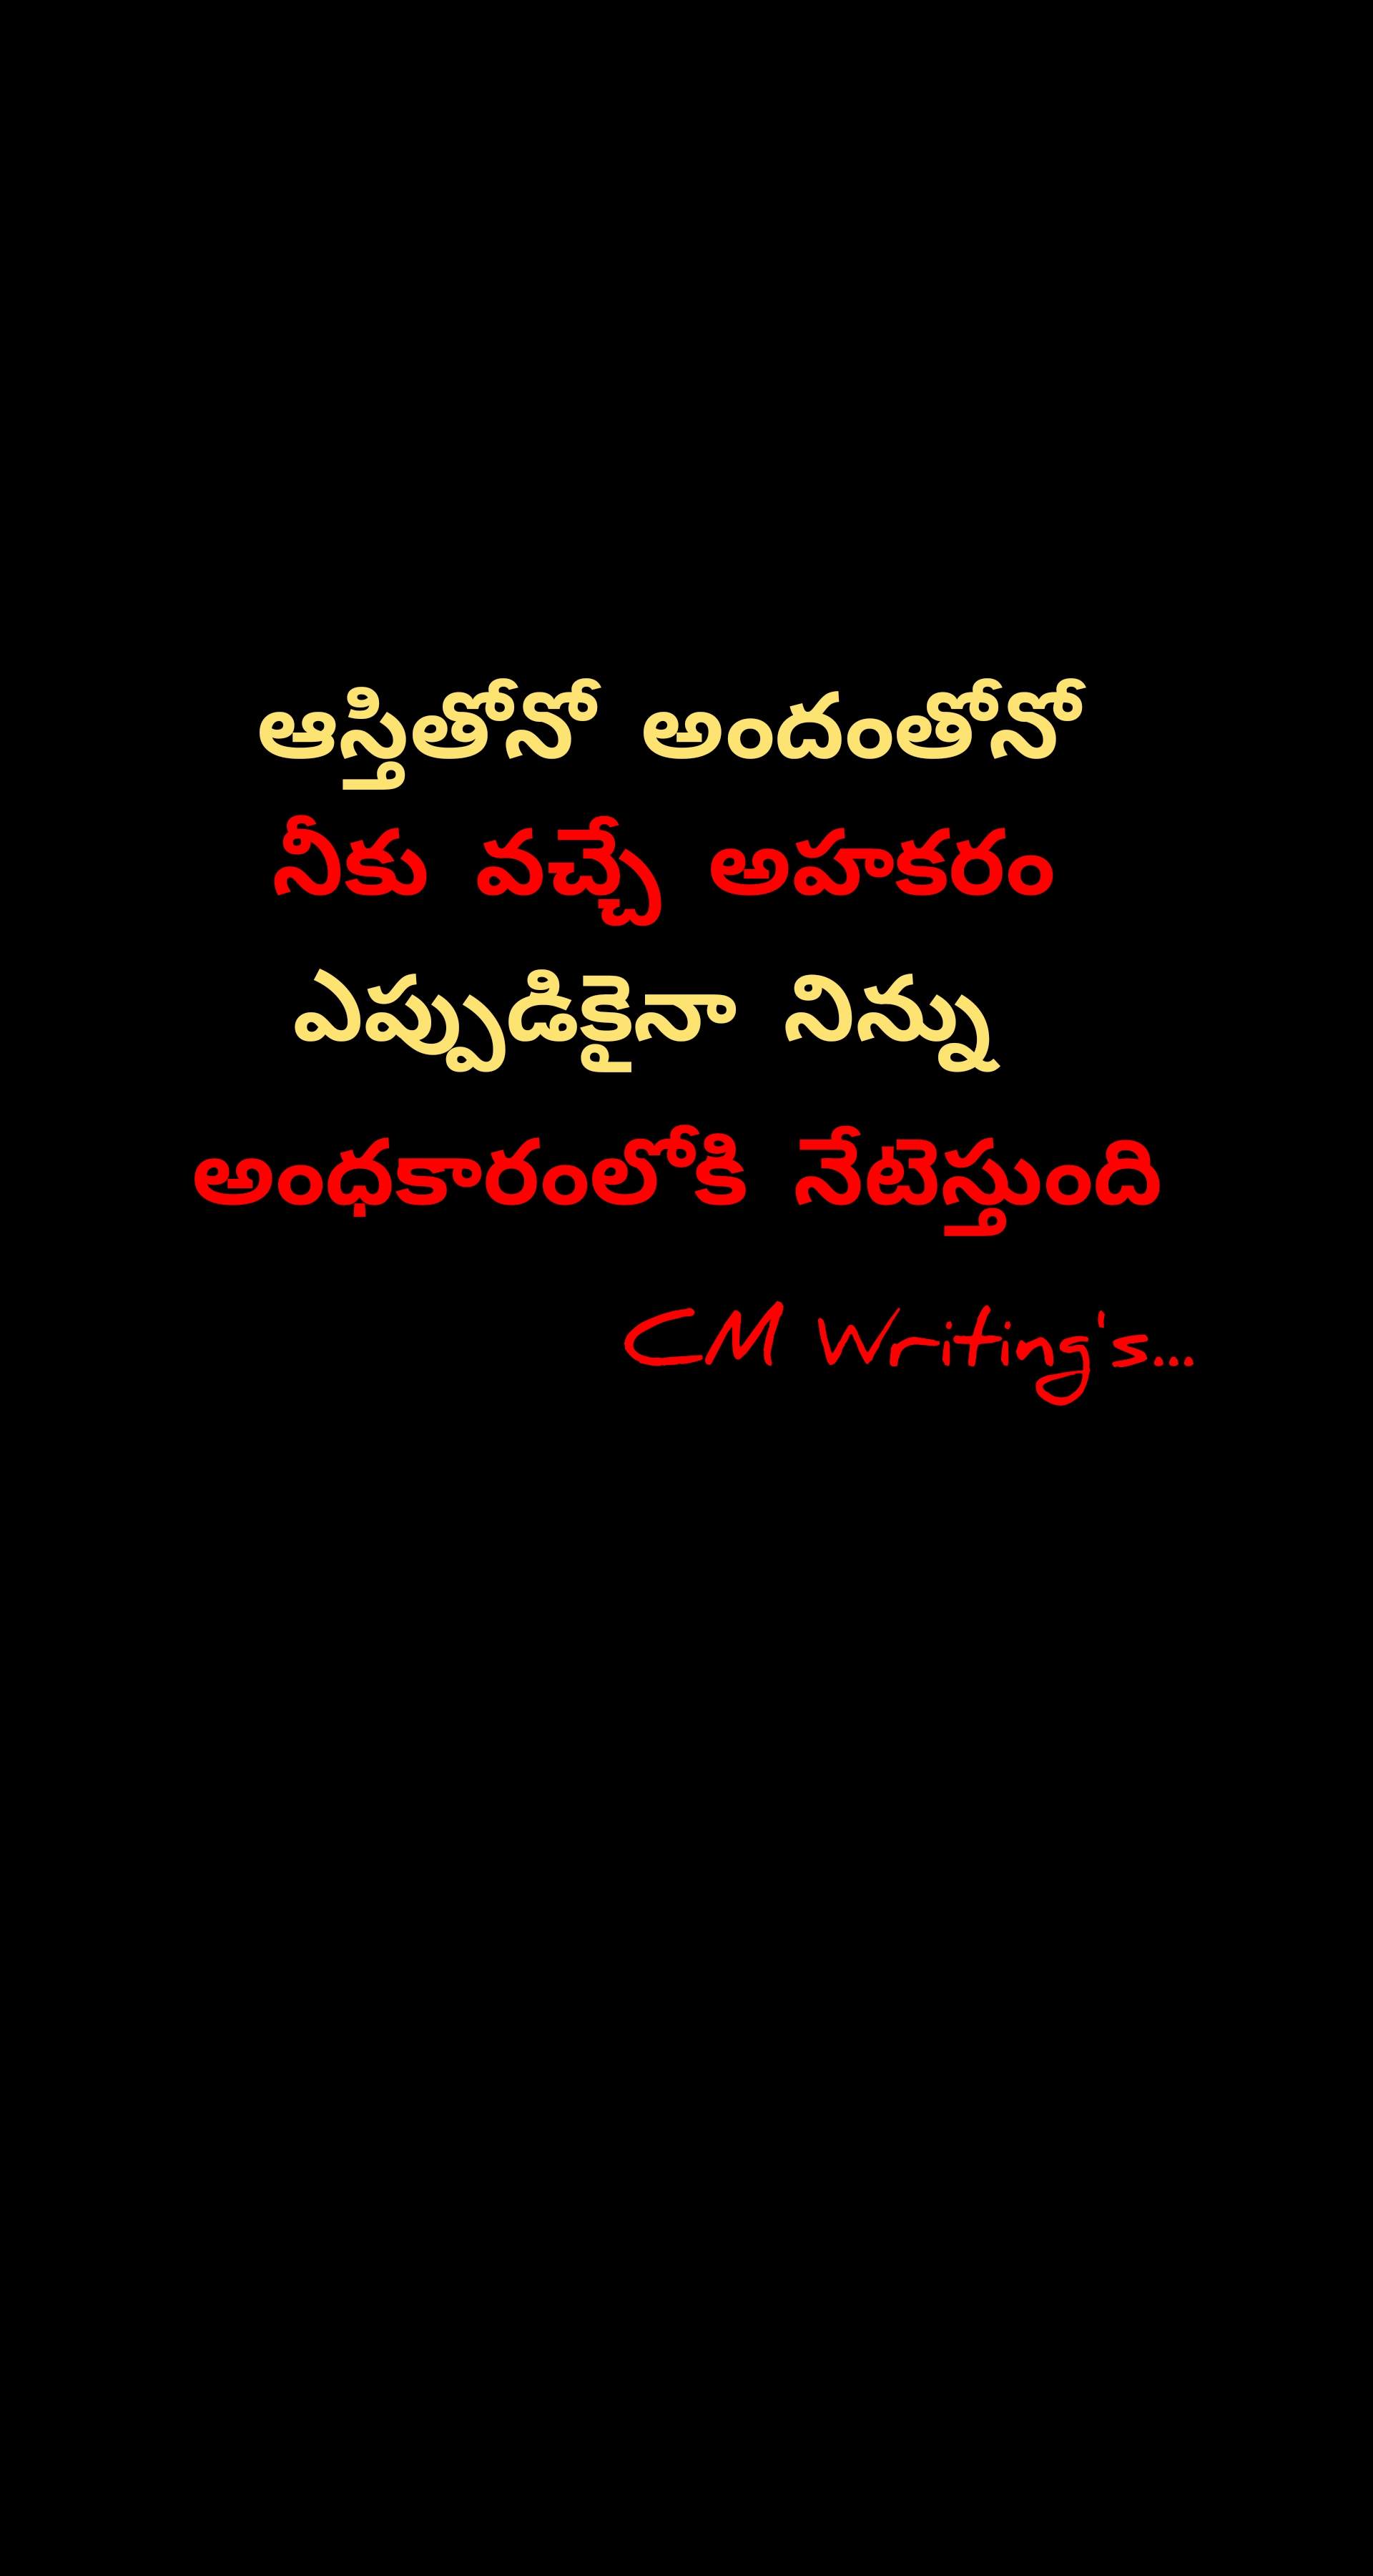 ఆస్తితోనో అందంతోనో
నీకు వచ్చే అహకరం
ఎప్పుడికైనా నిన్ను
అంధకారంలోకి నేటెస్తుంది
CM Writing's...